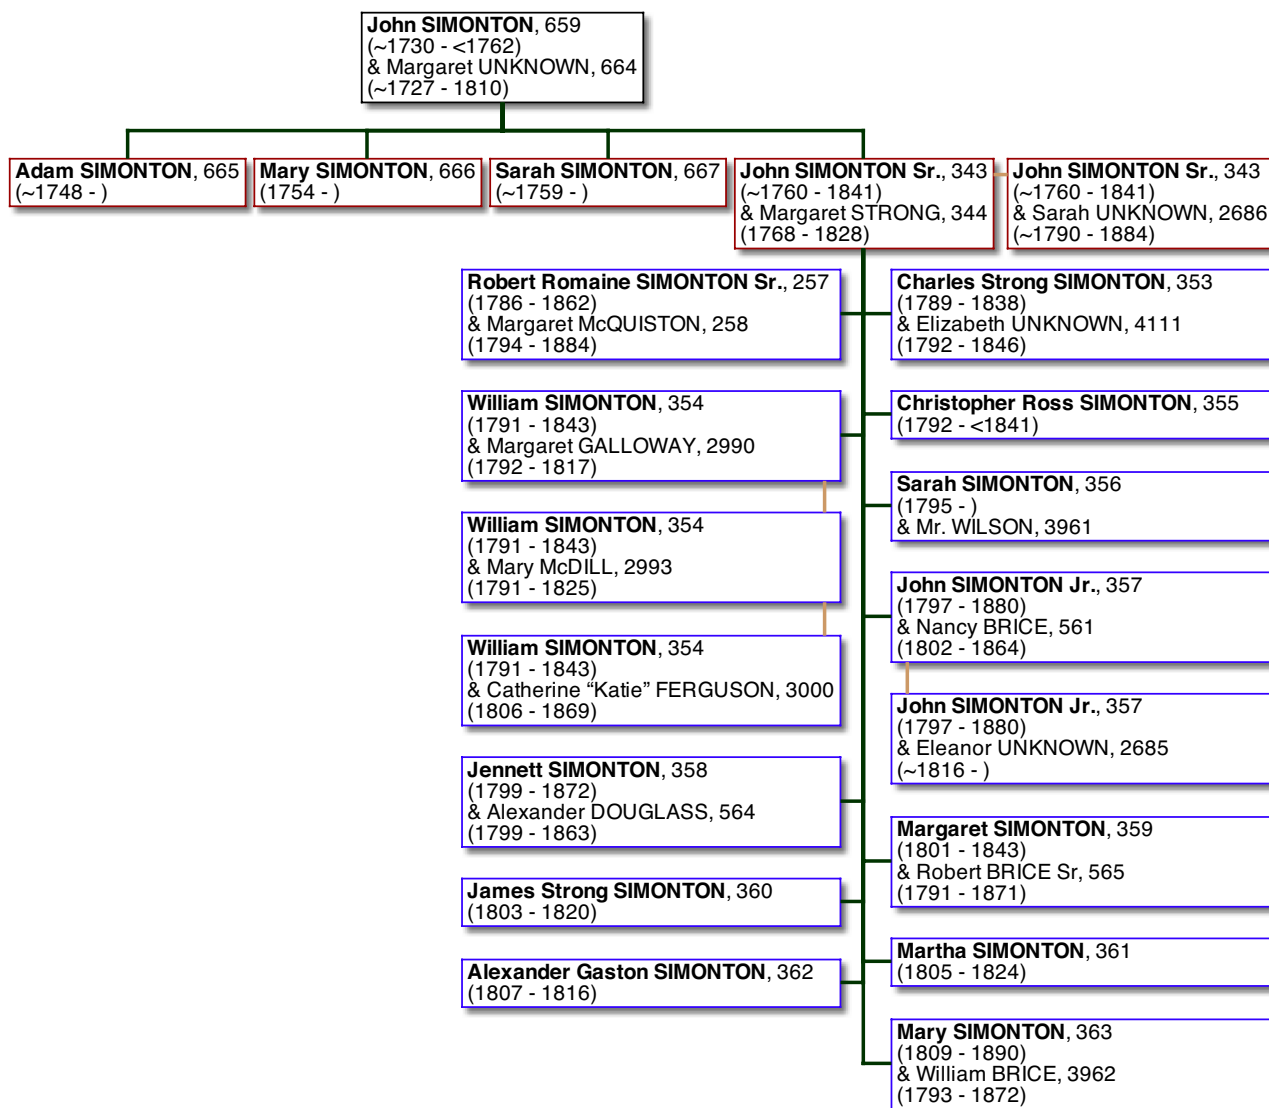 John SIMONTON, 659
(~1730 - <1762)
& Margaret UNKNOWN, 664
(~1727 - 1810)
Adam SIMONTON, 665
(~1748 - )
Mary SIMONTON, 666
(1754 - )
Sarah SIMONTON, 667
(~1759 - )
John SIMONTON Sr., 343
(~1760 - 1841)
& Margaret STRONG, 344
(1768 - 1828)
John SIMONTON Sr., 343
(~1760 - 1841)
& Sarah UNKNOWN, 2686
(~1790 - 1884)
Robert Romaine SIMONTON Sr., 257
(1786 - 1862)
& Margaret McQUISTON, 258
(1794 - 1884)
Charles Strong SIMONTON, 353
(1789 - 1838)
& Elizabeth UNKNOWN, 4111
(1792 - 1846)
William SIMONTON, 354
(1791 - 1843)
& Margaret GALLOWAY, 2990
(1792 - 1817)
Christopher Ross SIMONTON, 355
(1792 - <1841)
Sarah SIMONTON, 356
(1795 - )
& Mr. WILSON, 3961
William SIMONTON, 354
(1791 - 1843)
& Mary McDILL, 2993
(1791 - 1825)
John SIMONTON Jr., 357
(1797 - 1880)
& Nancy BRICE, 561
(1802 - 1864)
William SIMONTON, 354
(1791 - 1843)
& Catherine “Katie” FERGUSON, 3000
(1806 - 1869)
John SIMONTON Jr., 357
(1797 - 1880)
& Eleanor UNKNOWN, 2685
(~1816 - )
Jennett SIMONTON, 358
(1799 - 1872)
& Alexander DOUGLASS, 564
(1799 - 1863)
Margaret SIMONTON, 359
(1801 - 1843)
& Robert BRICE Sr, 565
(1791 - 1871)
James Strong SIMONTON, 360
(1803 - 1820)
Martha SIMONTON, 361
(1805 - 1824)
Alexander Gaston SIMONTON, 362
(1807 - 1816)
Mary SIMONTON, 363
(1809 - 1890)
& William BRICE, 3962
(1793 - 1872)